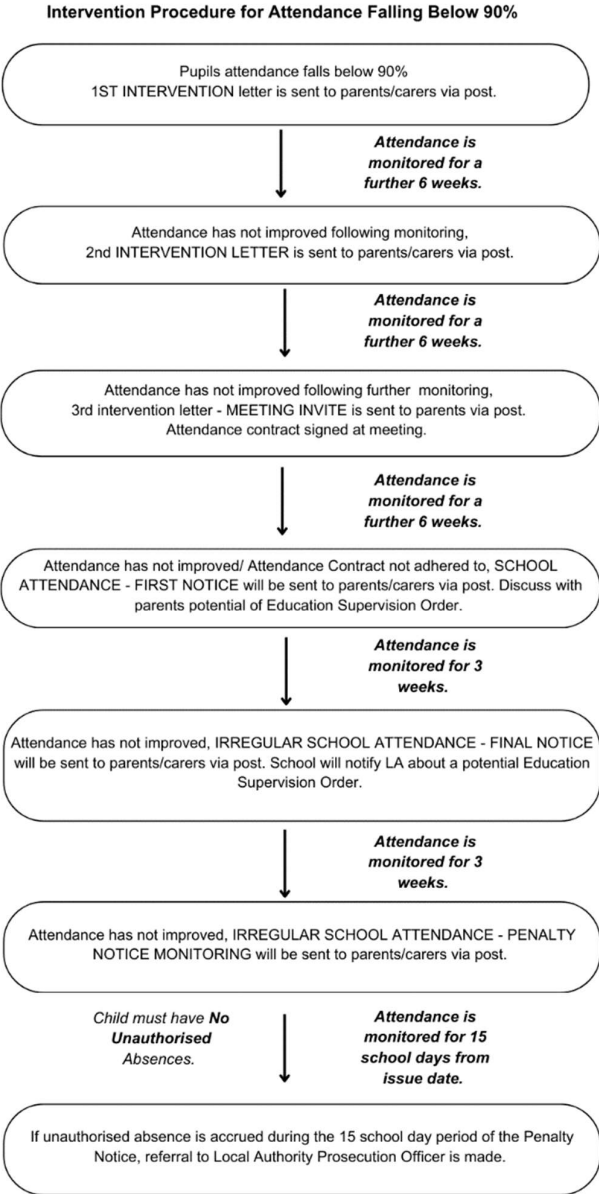 Intervention Procedure for Attendance Falling Below 90%
Pupils attendance falls below 90%
1ST INTERVENTION letter is sent to parents/carers via post.
Attendance is
monitored for a
further 6 weeks.
Attendance has not improved following monitoring,
2nd INTERVENTION LETTER is sent to parents/carers via post.
Attendance is
monitored for a
further 6 weeks.
Attendance has not improved following further monitoring,
3rd intervention letter - MEETING INVITE is sent to parents via post.
Attendance contract signed at meeting.
Attendance is
monitored for a
further 6 weeks.
Attendance has not improved/ Attendance Contract not adhered to, SCHOOL
ATTENDANCE - FIRST NOTICE will be sent to parents/carers via post. Discuss with
parents potential of Education Supervision Order.
Attendance is
monitored for 3
weeks.
Attendance has not improved, IRREGULAR SCHOOL ATTENDANCE - FINAL NOTICE
will be sent to parents/carers via post. School will notify LA about a potential Education
Supervision Order.
Attendance is
monitored for 3
weeks.
Attendance has not improved, IRREGULAR SCHOOL ATTENDANCE - PENALTY
NOTICE MONITORING will be sent to parents/carers via post.
Child must have No
Unauthorised
Absences.
Attendance is
monitored for 15
school days from
issue date.
If unauthorised absence is accrued during the 15 school day period of the Penalty
Notice, referral to Local Authority Prosecution Officer is made.